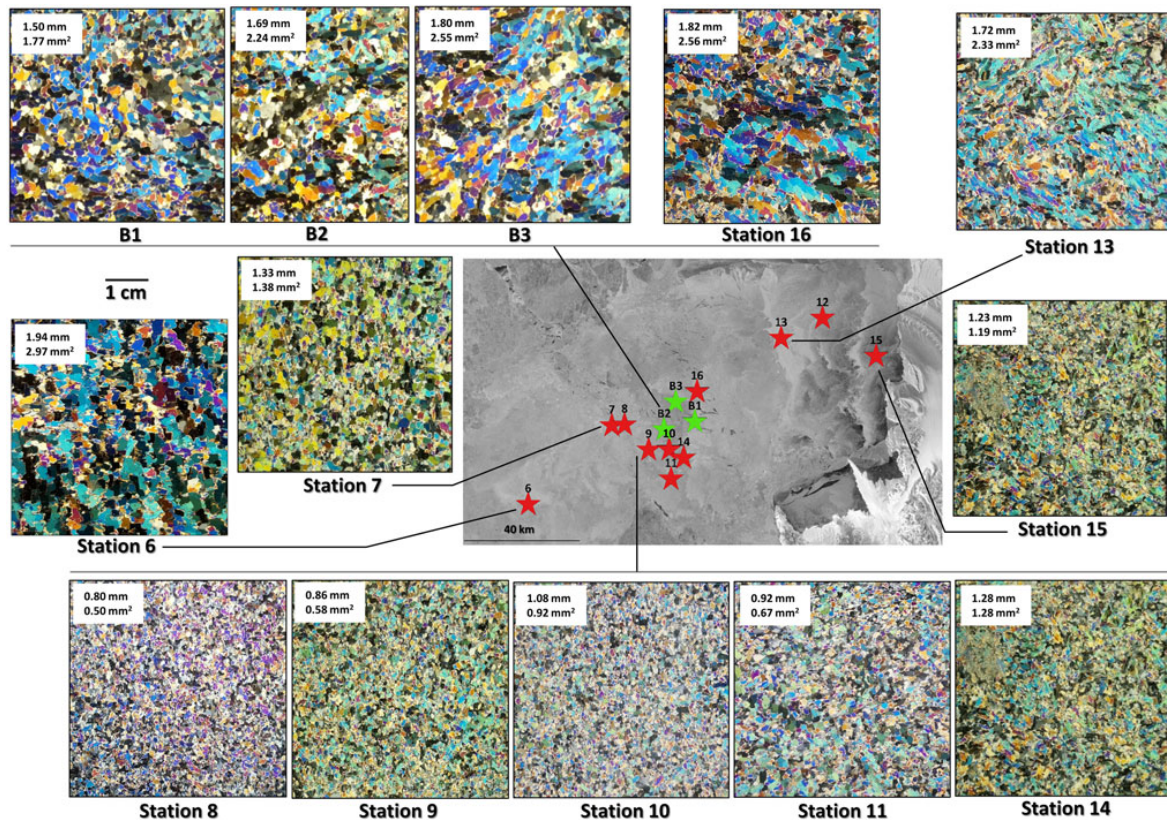 1.50 mm
1.77 mm²
1.69 mm
2.24 mm²
1.80 mm
2.55 mm²
1.82 mm
2.56 mm²
1.72 mm
2.33 mm²
B1
B2
B3
Station 16
Station 13
1 cm
1.33 mm
1.38 mm²
1.94 mm
2.97 mm²
1.23 mm
1.19 mm²
12
13
15
16
B3
B1
B2
7 8
9 10
14
11
6
40 km
Station 7
Station 6
Station 15
0.80 mm
0.50 mm²
0.86 mm
0.58 mm²
1.08 mm
0.92 mm²
0.92 mm
0.67 mm²
1.28 mm
1.28 mm²
Station 8
Station 9
Station 10
Station 11
Station 14